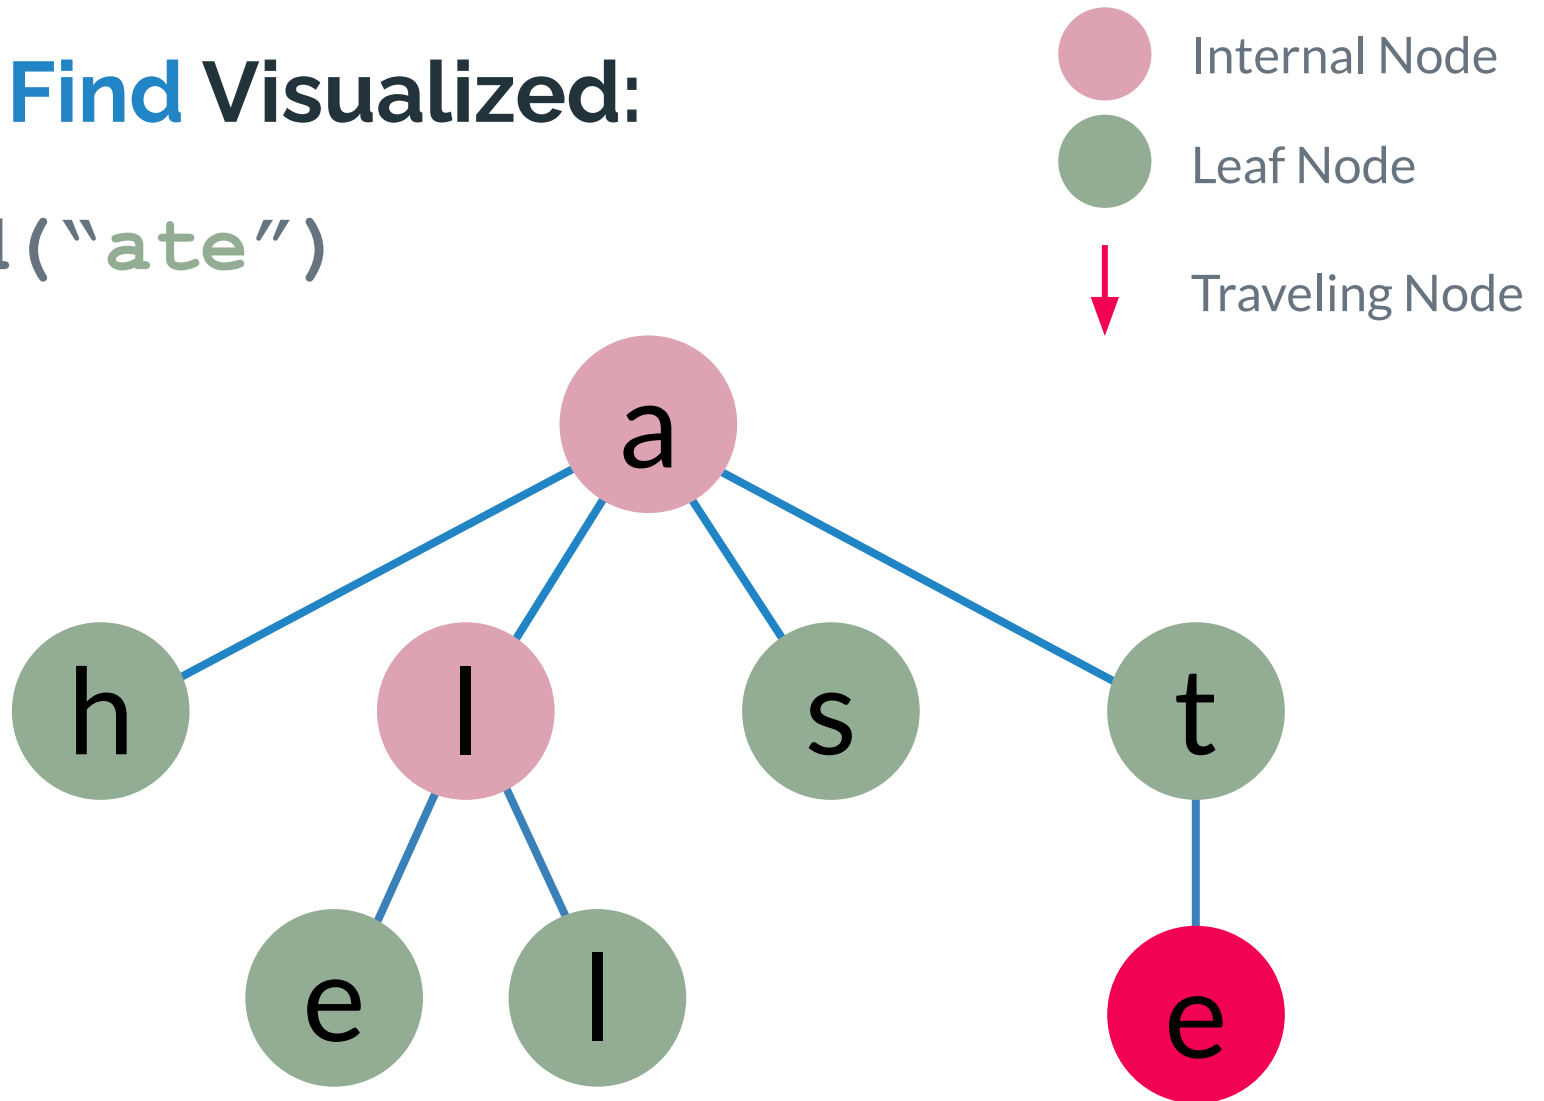 Find Visualized:
("ate")
Internal Node
Leaf Node
Traveling Node
a
h
l
s
t
e
l
e